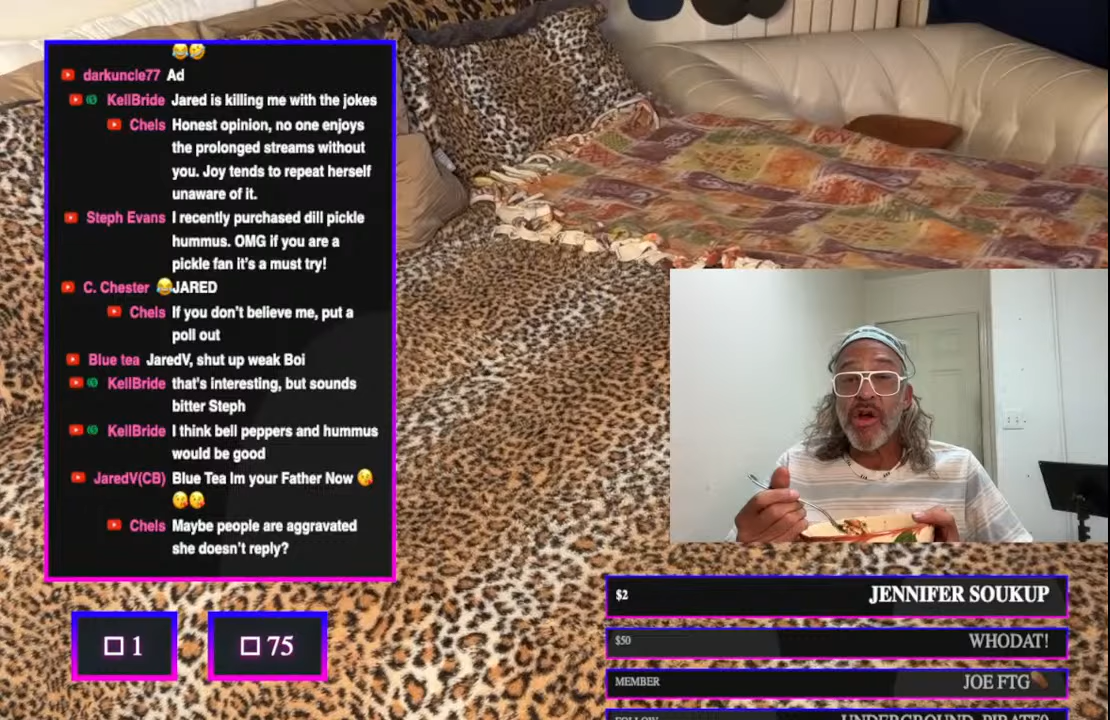 😂🤣
darkuncle77 Ad
KellBride Jared is killing me with the jokes
Chels Honest opinion, no one enjoys
the prolonged streams without
you. Joy tends to repeat herself
unaware of it.
Steph Evans I recently purchased dill pickle
hummus. OMG if you are a
pickle fan it's a must try!
C. Chester 😂JARED
Chels If you don't believe me, put a
poll out
Blue tea JaredV, shut up weak Boi
KellBride that's interesting, but sounds
bitter Steph
KellBride I think bell peppers and hummus
would be good
JaredV(CB) Blue Tea Im your Father Now 😘
😘😘
Chels Maybe people are aggravated
she doesn't reply?
1
75
$2 JENNIFER SOUKUP
$50 WHODAT!
MEMBER JOE FTG
FOLLOW UNDERGROUND_PIRATE